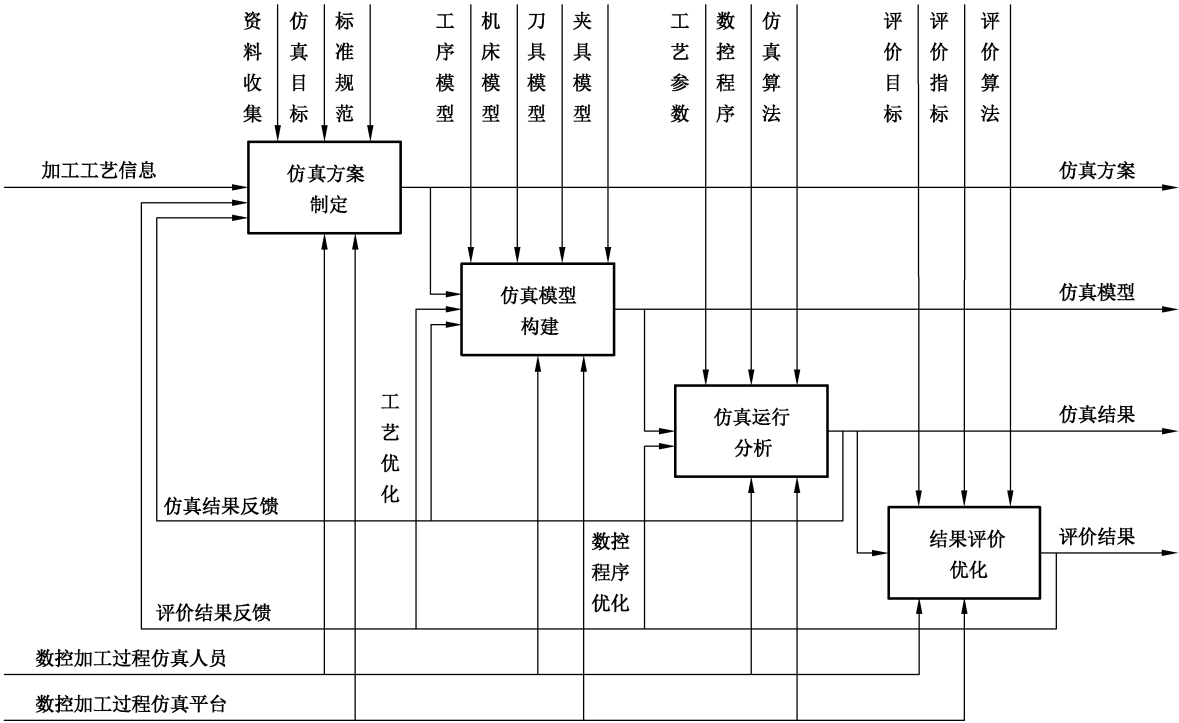 资料收集
仿真目标
标准规范
工序模型
机床模型
刀具模型
夹具模型
工艺参数
数控程序
仿真算法
评价目标
评价指标
评价算法
加工工艺信息
仿真方案
制定
仿真方案
仿真模型
构建
仿真模型
工艺优化
仿真运行
分析
仿真结果
仿真结果反馈
数控
程序
优化
结果评价
优化
评价结果
评价结果反馈
数控加工过程仿真人员
数控加工过程仿真平台